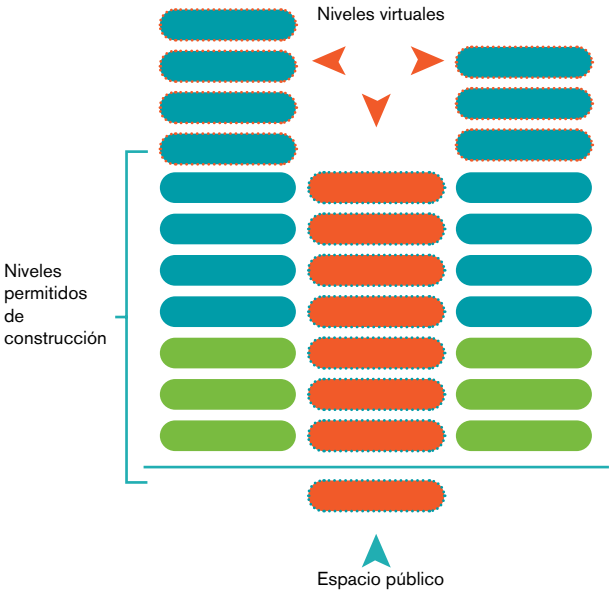 Niveles virtuales
Niveles
permitidos
de
construcción
Espacio público